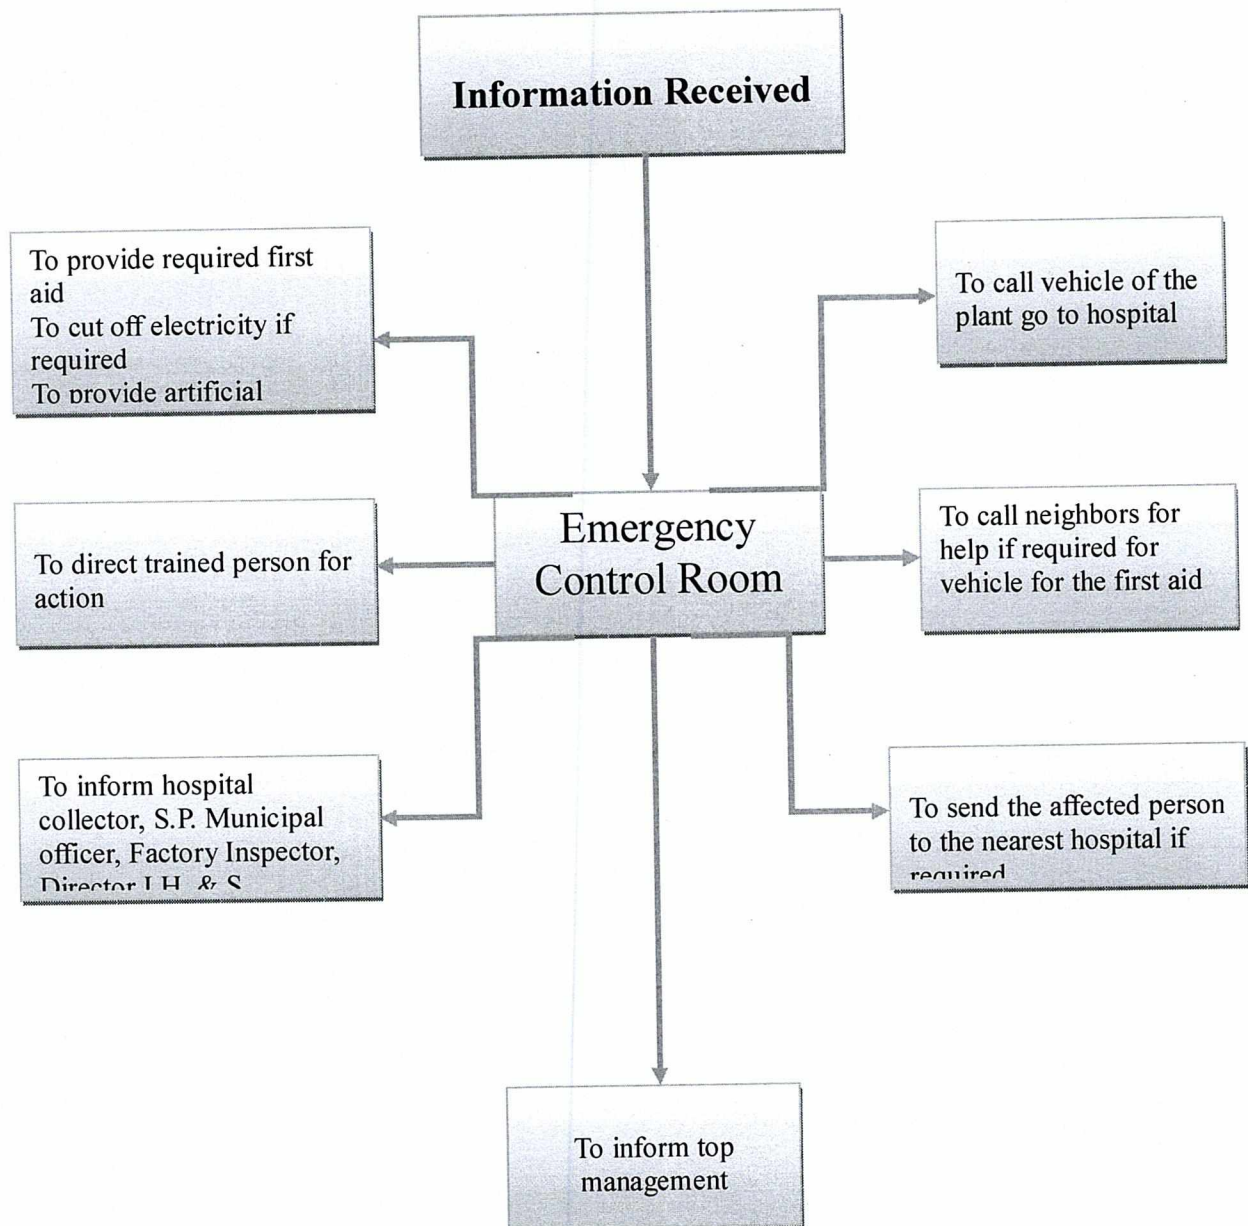 Information Received
To provide required first
aid
To cut off electricity if
required
To provide artificial
To call vehicle of the
plant go to hospital
Emergency
Control Room
To direct trained person for
action
To call neighbors for
help if required for
vehicle for the first aid
To inform hospital
collector, S.P. Municipal
officer, Factory Inspector,
Director I.H. & S
To send the affected person
to the nearest hospital if
required
To inform top
management